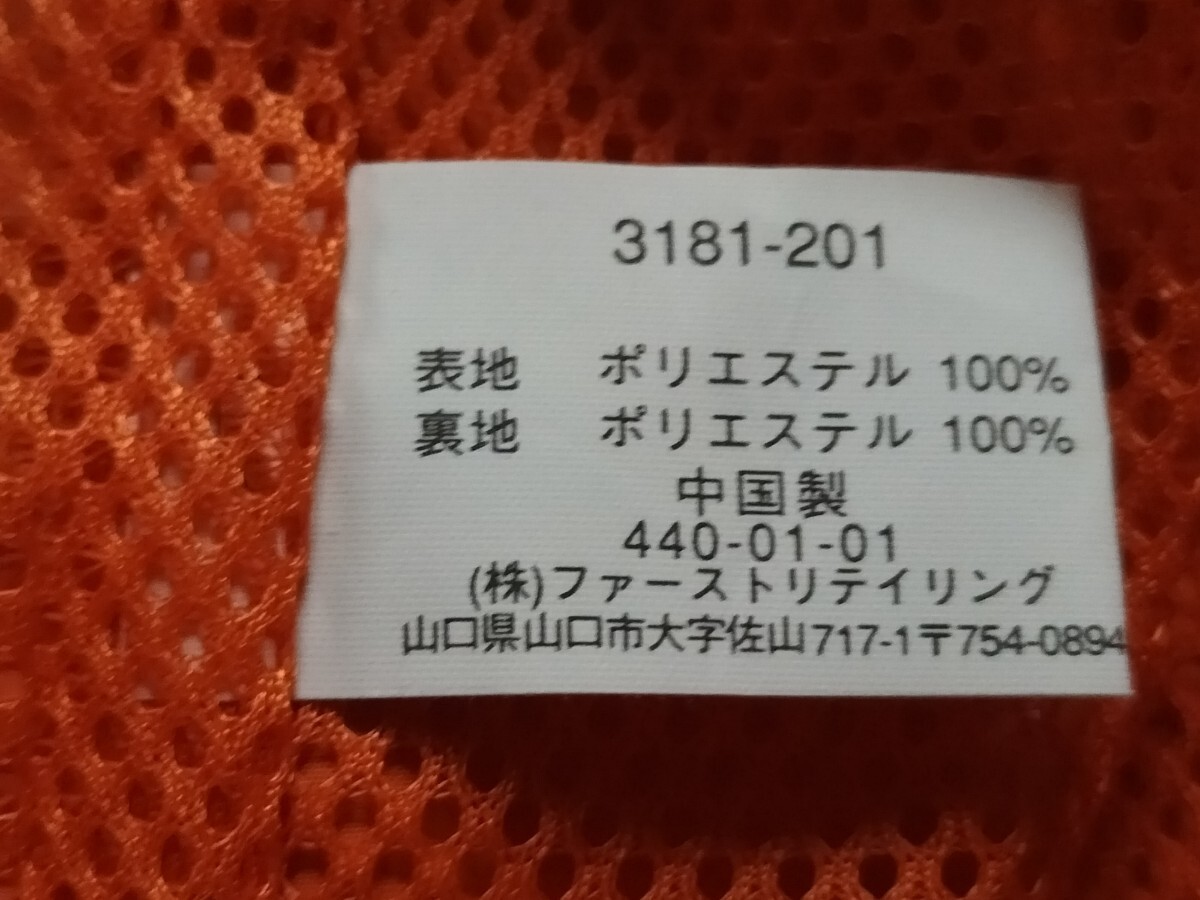 3181-201
表地 ポリエステル 100%
裏地 ポリエステル 100%
中国製
440-01-01
(株)ファーストリテイリング
山口県山口市大字佐山717-1〒754-0894